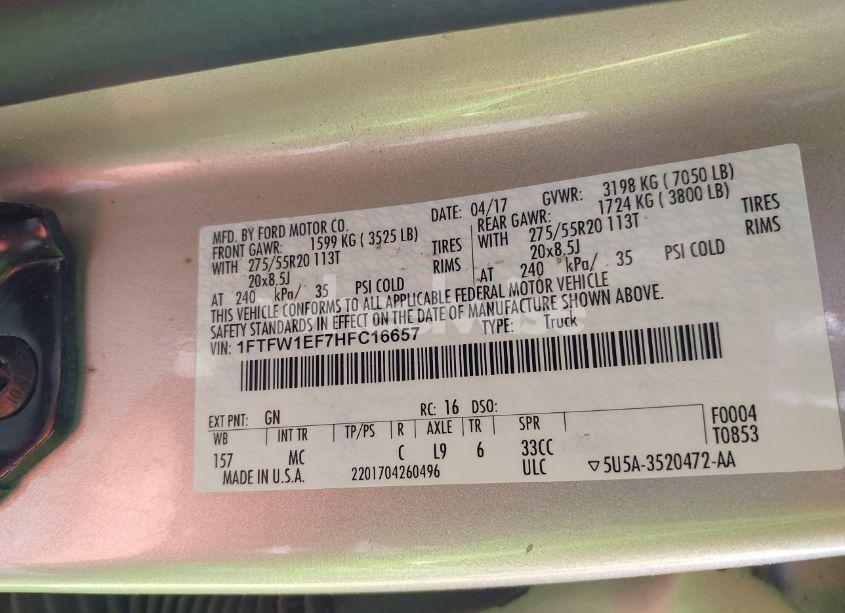 MFD. BY FORD MOTOR CO. DATE: 04/17 GVWR: 3198 KG ( 7050 LB)
FRONT GAWR: 1599 KG ( 3525 LB) REAR GAWR: 1724 KG ( 3800 LB)
WITH 275/55R20 113T TIRES WITH 275/55R20 113T TIRES
20x8.5J RIMS 20x8.5J RIMS
AT 240 kPa/ 35 PSI COLD AT 240 kPa/ 35 PSI COLD
THIS VEHICLE CONFORMS TO ALL APPLICABLE FEDERAL MOTOR VEHICLE
SAFETY STANDARDS IN EFFECT ON THE DATE OF MANUFACTURE SHOWN ABOVE.
VIN: 1FTFW1EF7HFC16657 TYPE: Truck
EXT PNT: GN RC: 16 DSO:
WB INT TR TP/PS R AXLE TR SPR F0004
157 MC C L9 6 33CC T0853
MADE IN U.S.A. 2201704260496 ULC ▽5U5A-3520472-AA